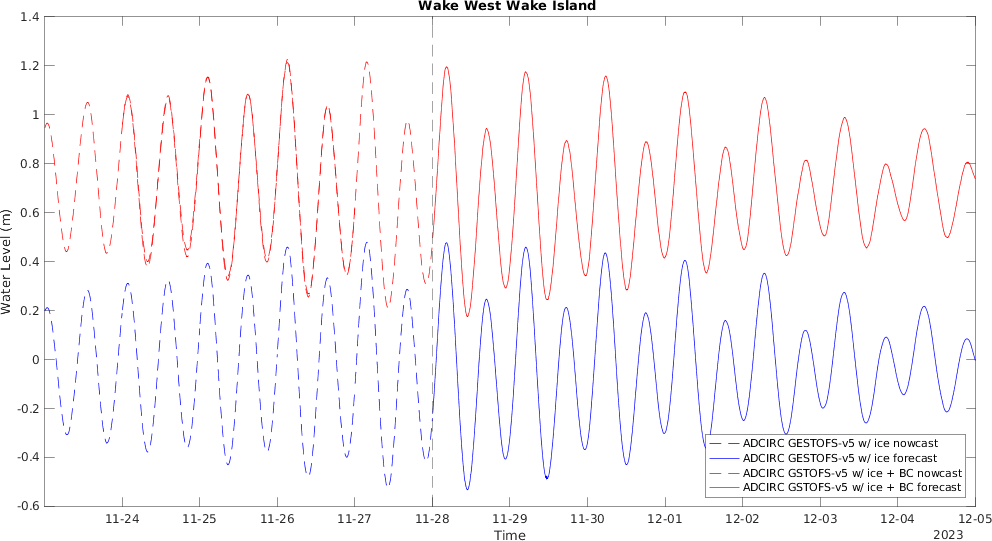 Wake West Wake Island
1.4
1.2
1
0.8
0.6
0.4
0.2
0
-0.2
-0.4
-0.6
Water Level (m)
ADCIRC GESTOFS-v5 w/ ice nowcast
ADCIRC GESTOFS-v5 w/ ice forecast
ADCIRC GSTOFS-v5 w/ ice + BC nowcast
ADCIRC GSTOFS-v5 w/ ice + BC forecast
11-24 11-25 11-26 11-27 11-28 11-29 11-30 12-01 12-02 12-03 12-04 12-05
Time
2023